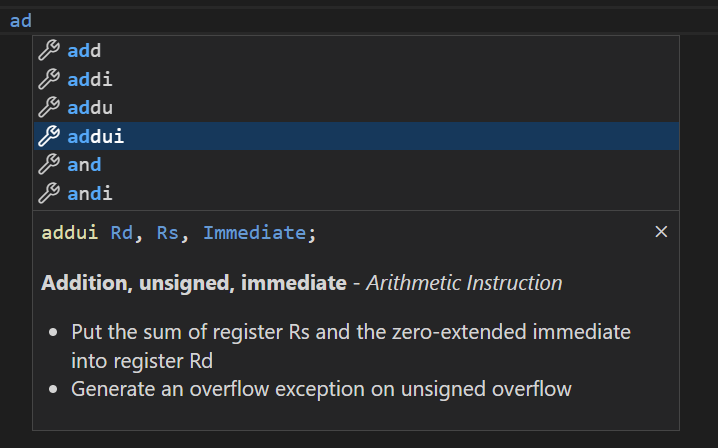 ad
add
addi
addu
addui
and
andi
addui Rd, Rs, Immediate;
Addition, unsigned, immediate - Arithmetic Instruction
• Put the sum of register Rs and the zero-extended immediate
into register Rd
• Generate an overflow exception on unsigned overflow